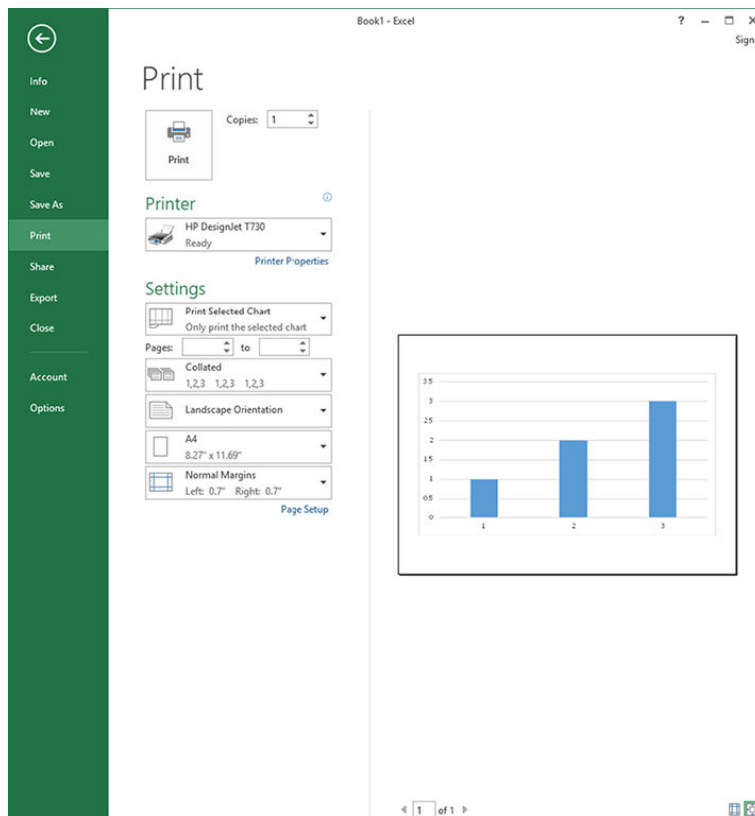 Book1 - Excel
?
Sign
Info
New
Open
Save
Save As
Print
Share
Export
Close
Account
Options
Print
Copies: 1
Print
Printer
HP DesignJet T730
Ready
Printer Properties
Settings
Print Selected Chart
Only print the selected chart
Pages: to
Collated
1,2,3 1,2,3 1,2,3
Landscape Orientation
A4
8.27" x 11.69"
Normal Margins
Left: 0.7" Right: 0.7"
Page Setup
3.5
3
2.5
2
1.5
1
0.5
0
1 2 3
1 of 1